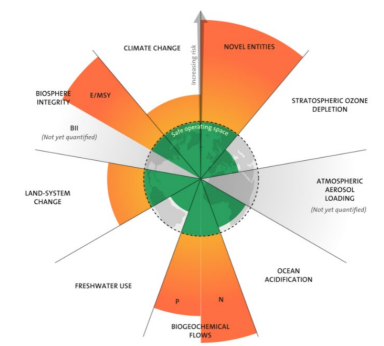 CLIMATE CHANGE
NOVEL ENTITIES
Increasing risk
STRATOSPHERIC OZONE
DEPLETION
BIOSPHERE
INTEGRITY
E/MSY
BII
(Not yet quantified)
Safe operating space
ATMOSPHERIC
AEROSOL
LOADING
(Not yet quantified)
LAND-SYSTEM
CHANGE
OCEAN
ACIDIFICATION
FRESHWATER USE
P
N
BIOGEOCHEMICAL
FLOWS